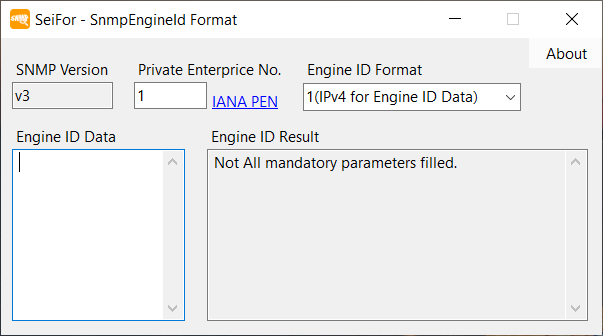 SNMP
SeiFor - SnmpEngineId Format
About
SNMP Version
Private Enterprice No.
Engine ID Format
v3
1
IANA PEN
1(IPv4 for Engine ID Data)
Engine ID Data
Engine ID Result
Not All mandatory parameters filled.